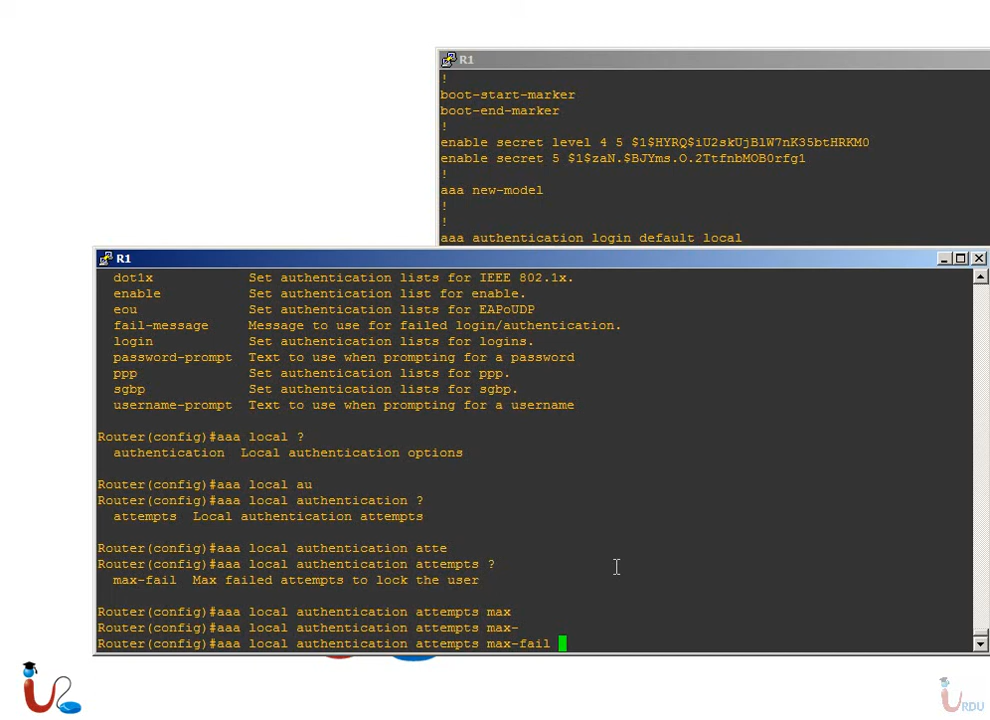 R1
!
boot-start-marker
boot-end-marker
!
enable secret level 4 5 $1$HYRQ$iU2skUjBlW7nK35btHRKM0
enable secret 5 $1$zaN.$BJYms.O.2TtfnbMOB0rfg1
!
aaa new-model
!
!
aaa authentication login default local
R1
dot1x Set authentication lists for IEEE 802.1x.
enable Set authentication list for enable.
eou Set authentication lists for EAPoUDP
fail-message Message to use for failed login/authentication.
login Set authentication lists for logins.
password-prompt Text to use when prompting for a password
ppp Set authentication lists for ppp.
sgbp Set authentication lists for sgbp.
username-prompt Text to use when prompting for a username
Router(config)#aaa local ?
authentication Local authentication options
Router(config)#aaa local au
Router(config)#aaa local authentication ?
attempts Local authentication attempts
Router(config)#aaa local authentication atte
Router(config)#aaa local authentication attempts ?
max-fail Max failed attempts to lock the user
Router(config)#aaa local authentication attempts max
Router(config)#aaa local authentication attempts max-
Router(config)#aaa local authentication attempts max-fail
URDU